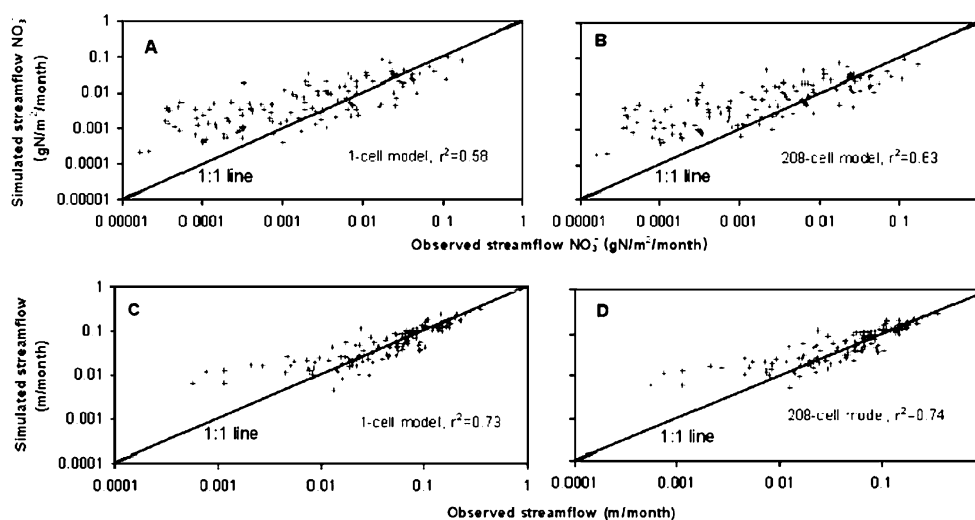 Simulated streamflow NO₃⁻
(gN/m²/month)
1
0.1
0.01
0.001
0.0001
0.00001
A
1-cell model, r²=0.58
1:1 line
0.00001 0.0001 0.001 0.01 0.1 1
B
208-cell model, r²=0.63
1:1 line
0.00001 0.0001 0.001 0.01 0.1
Observed streamflow NO₃⁻ (gN/m²/month)
Simulated streamflow
(m/month)
1
0.1
0.01
0.001
0.0001
C
1-cell model, r²=0.73
1:1 line
0.0001 0.001 0.01 0.1 1
D
208-cell model, r²=0.74
1:1 line
0.0001 0.001 0.01 0.1
Observed streamflow (m/month)